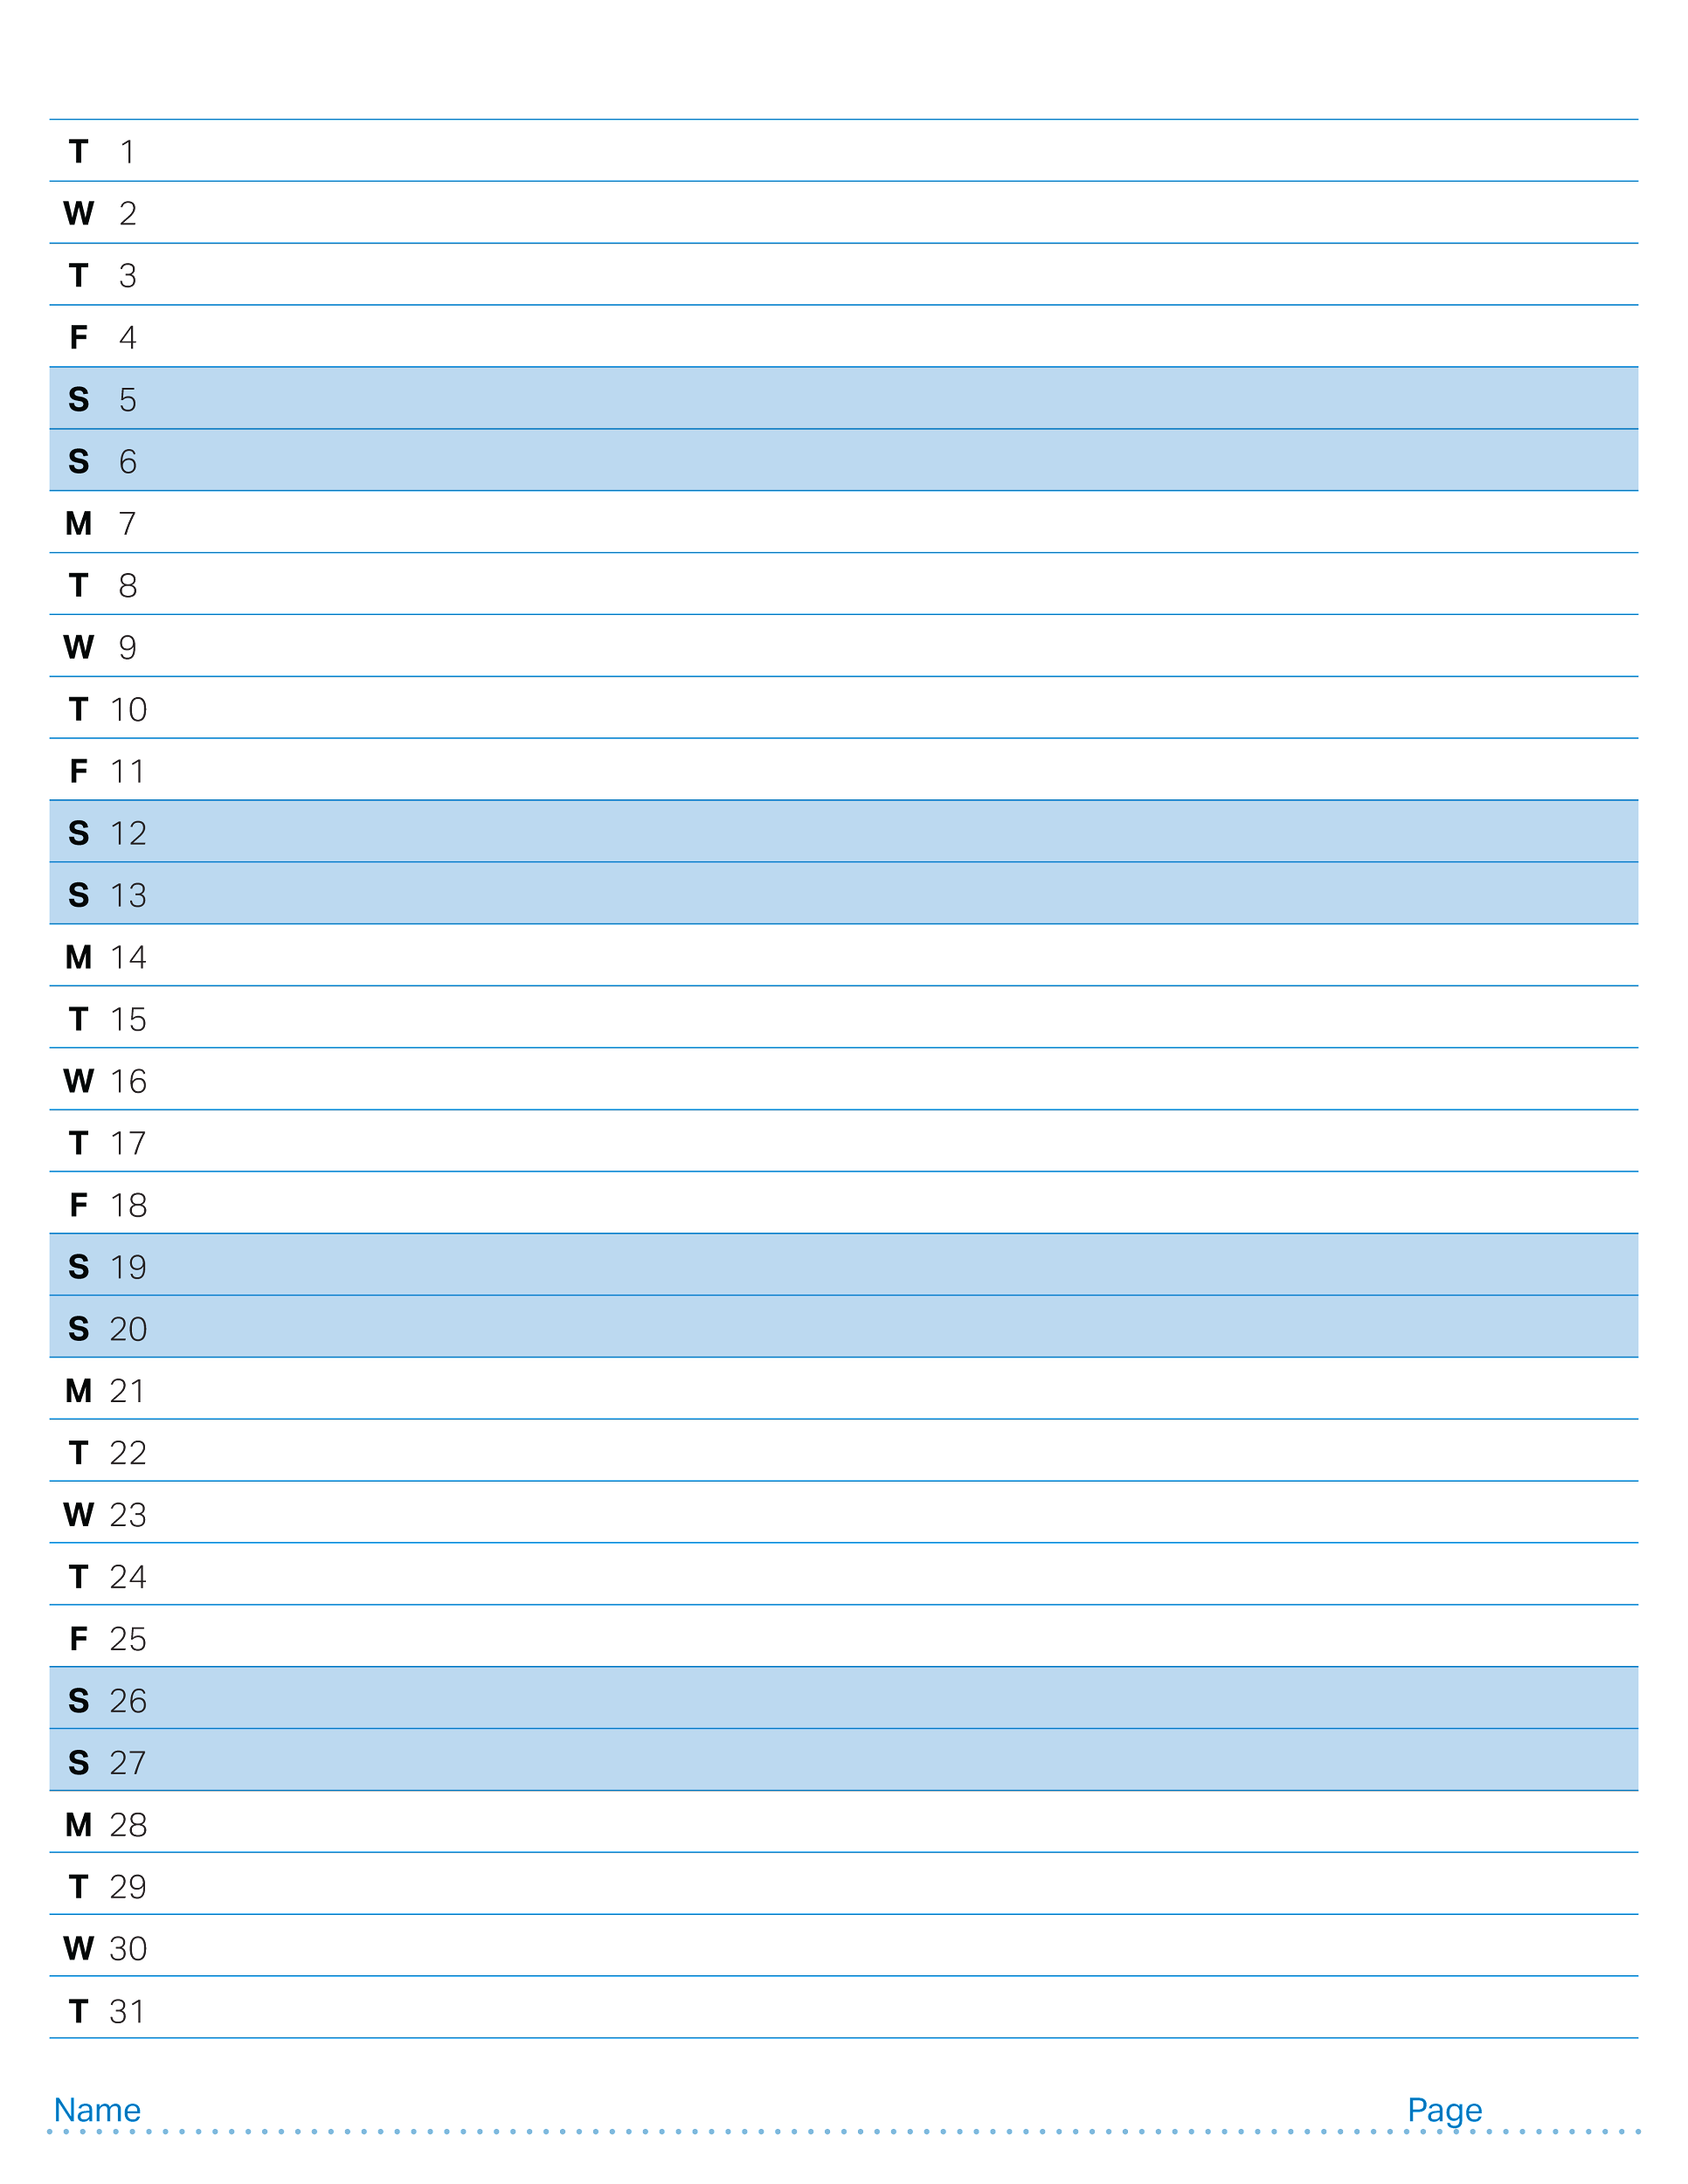 T 1
W 2
T 3
F 4
S 5
S 6
M 7
T 8
W 9
T 10
F 11
S 12
S 13
M 14
T 15
W 16
T 17
F 18
S 19
S 20
M 21
T 22
W 23
T 24
F 25
S 26
S 27
M 28
T 29
W 30
T 31
Name Page